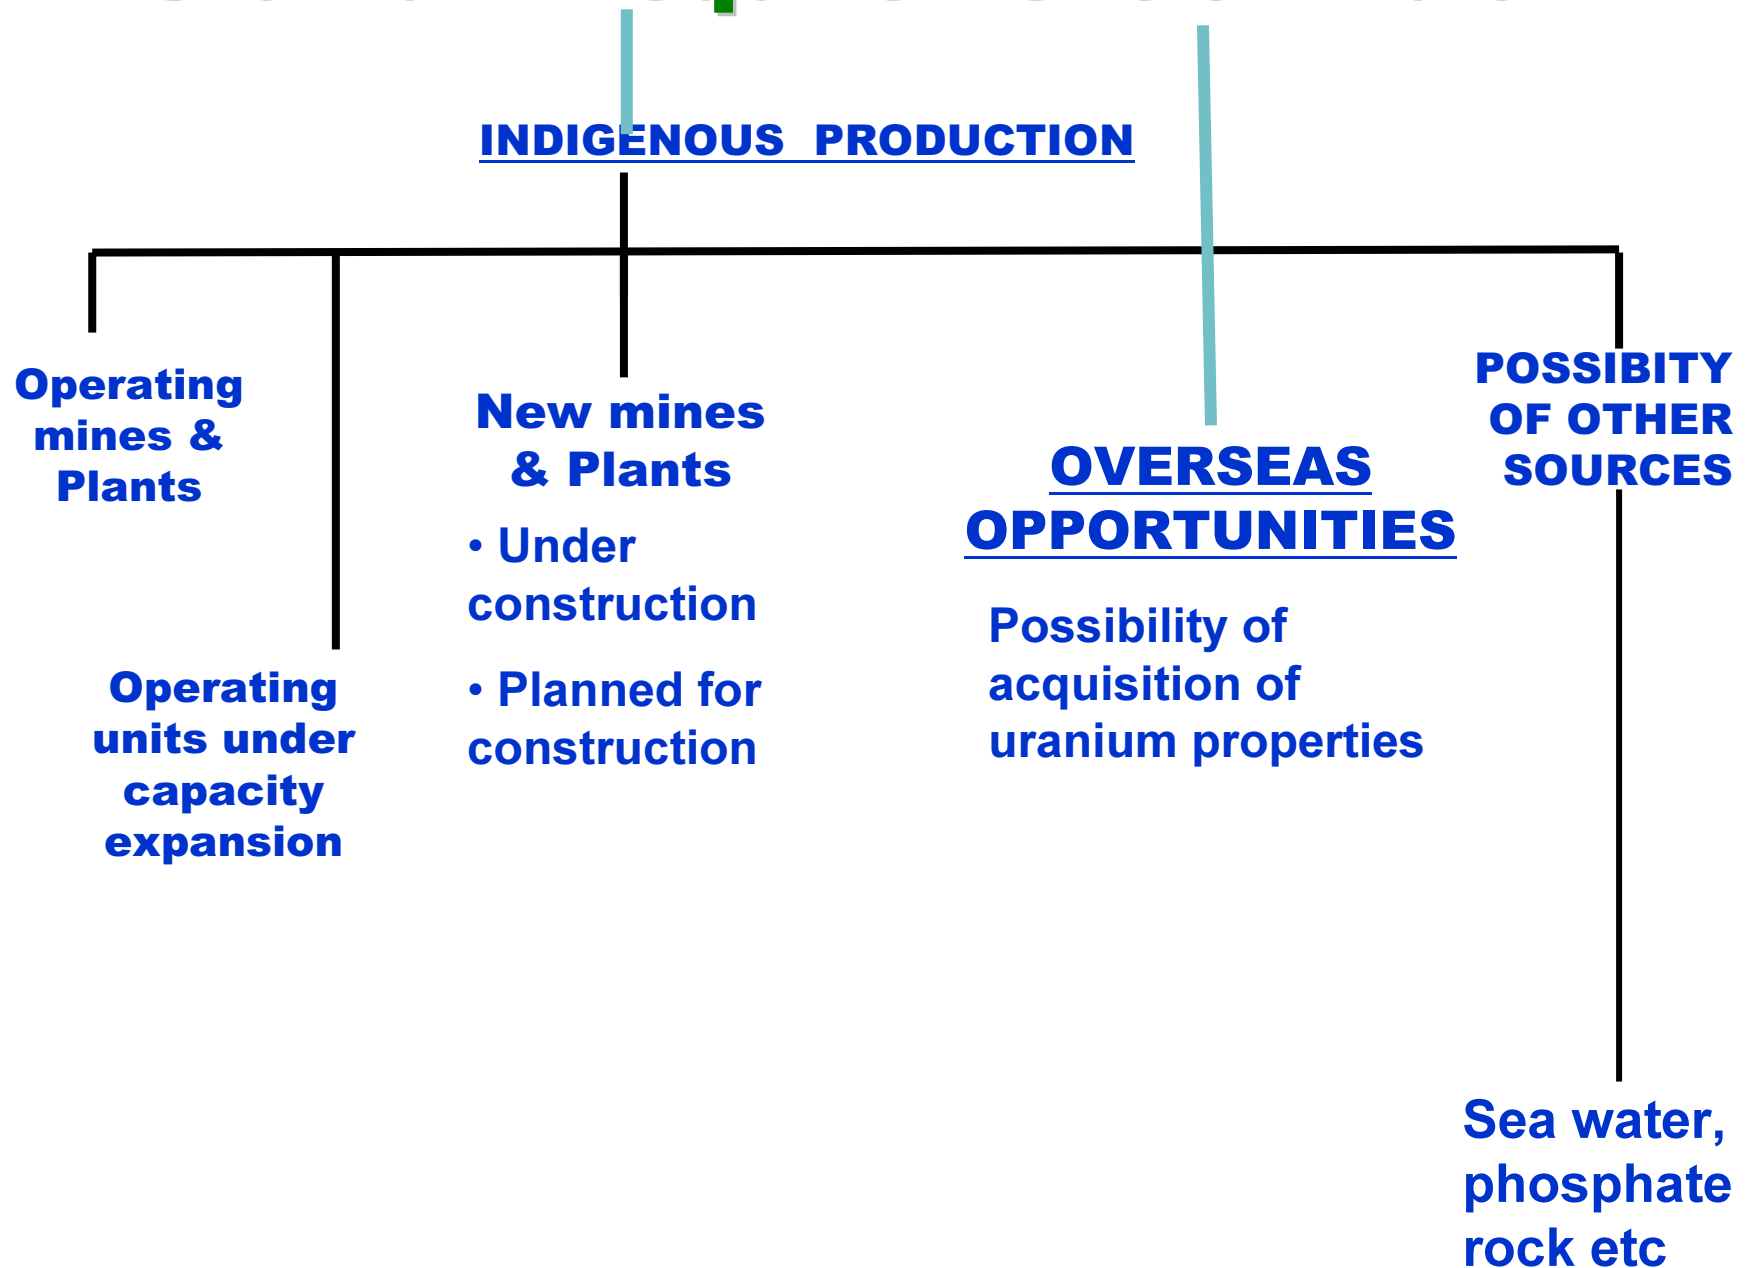 INDIGENOUS PRODUCTION
Operating
mines &
Plants
Operating
units under
capacity
expansion
New mines
& Plants
• Under
construction
• Planned for
construction
OVERSEAS
OPPORTUNITIES
Possibility of
acquisition of
uranium properties
POSSIBITY
OF OTHER
SOURCES
Sea water,
phosphate
rock etc